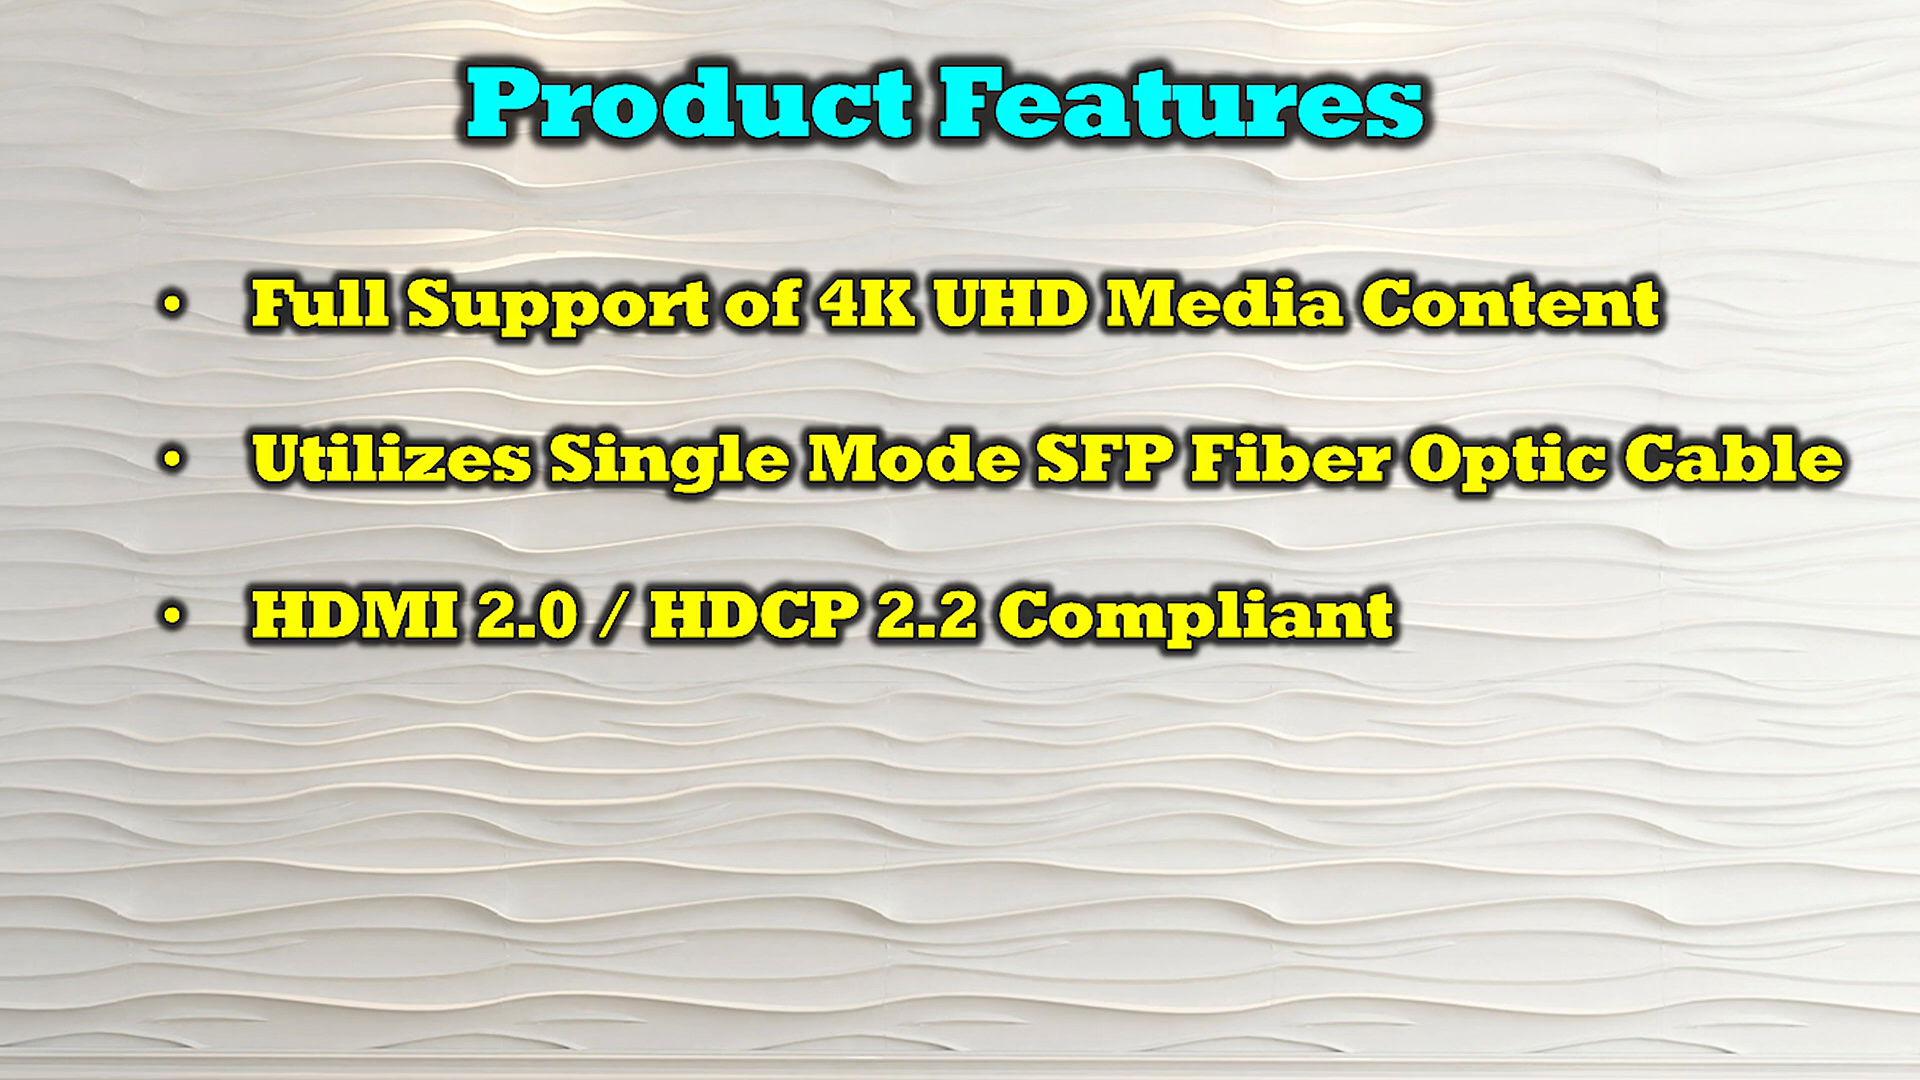 Product Features
• Full Support of 4K UHD Media Content
• Utilizes Single Mode SFP Fiber Optic Cable
• HDMI 2.0 / HDCP 2.2 Compliant